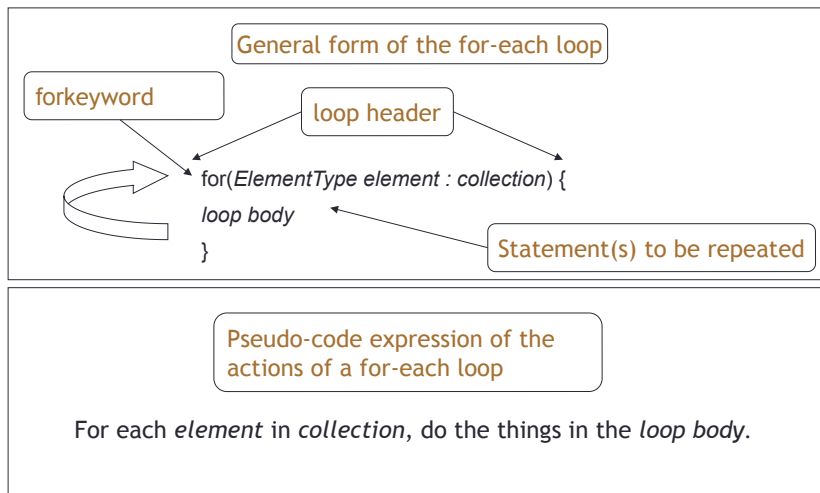 General form of the for-each loop
forkeyword
loop header
for(ElementType element : collection) {
loop body
}
Statement(s) to be repeated
Pseudo-code expression of the
actions of a for-each loop
For each element in collection, do the things in the loop body.